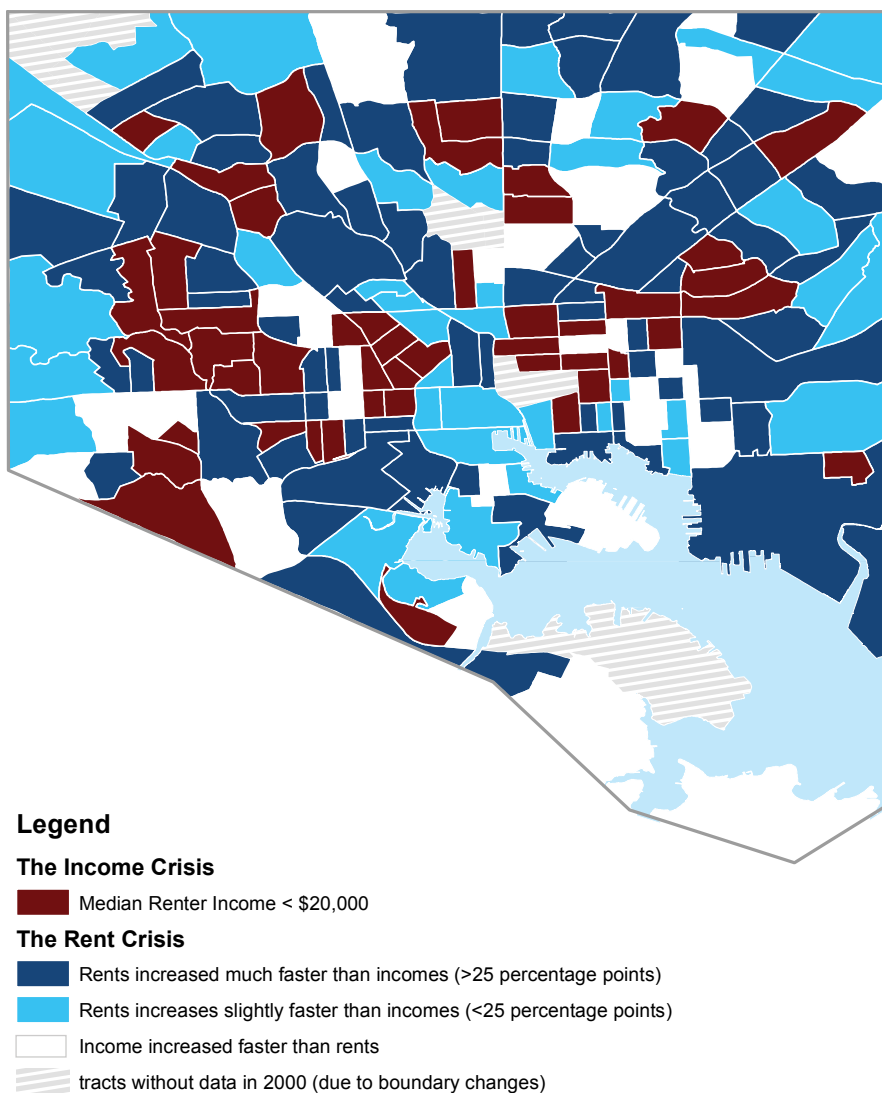 Legend
The Income Crisis
Median Renter Income < $20,000
The Rent Crisis
Rents increased much faster than incomes (>25 percentage points)
Rents increases slightly faster than incomes (<25 percentage points)
Income increased faster than rents
tracts without data in 2000 (due to boundary changes)